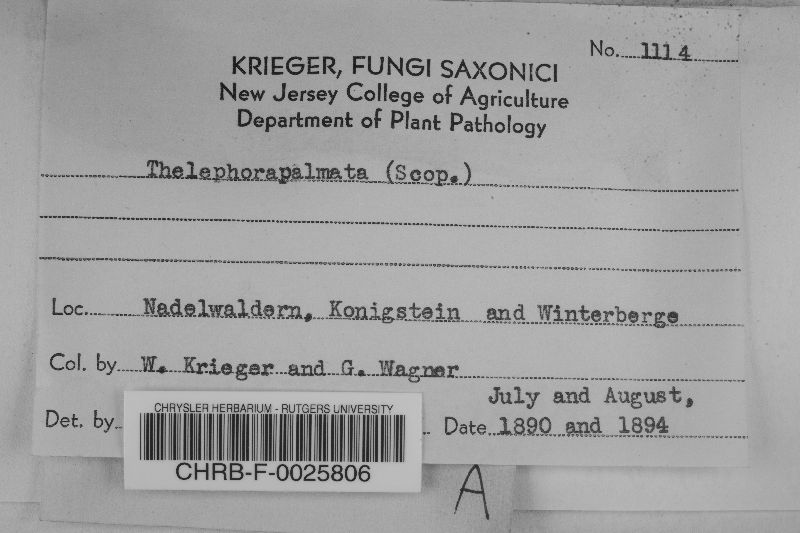 No. 1114
KRIEGER, FUNGI SAXONICI
New Jersey College of Agriculture
Department of Plant Pathology
Thelephorapalmata (Scop.)
Loc. Nadelwaldern, Konigstein and Winterberge
Col. by W. Krieger and G. Wagner
July and August,
Det. by Date 1890 and 1894
CHRYSLER HERBARIUM - RUTGERS UNIVERSITY
CHRB-F-0025806
A